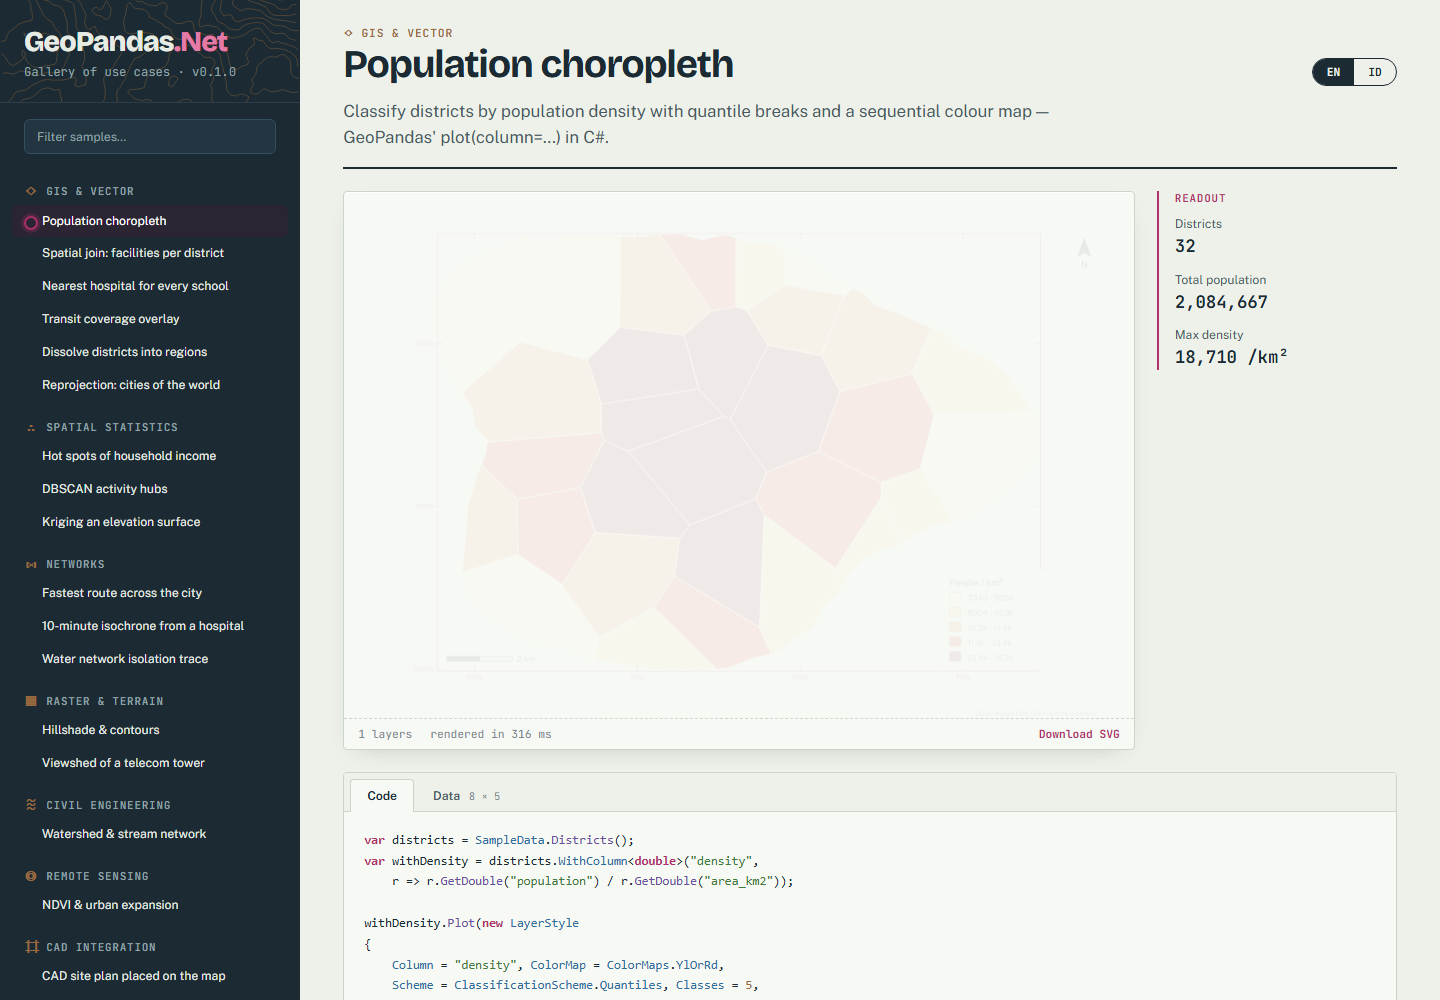 GeoPandas.Net
Gallery of use cases · v0.1.0
Filter samples...
GIS & VECTOR
Population choropleth
Spatial join: facilities per district
Nearest hospital for every school
Transit coverage overlay
Dissolve districts into regions
Reprojection: cities of the world
SPATIAL STATISTICS
Hot spots of household income
DBSCAN activity hubs
Kriging an elevation surface
NETWORKS
Fastest route across the city
10-minute isochrone from a hospital
Water network isolation trace
RASTER & TERRAIN
Hillshade & contours
Viewshed of a telecom tower
CIVIL ENGINEERING
Watershed & stream network
REMOTE SENSING
NDVI & urban expansion
CAD INTEGRATION
CAD site plan placed on the map
GIS & VECTOR
Population choropleth
EN ID
Classify districts by population density with quantile breaks and a sequential colour map —
GeoPandas' plot(column=...) in C#.
N
People / km²
1 layers rendered in 316 ms
Download SVG
READOUT
Districts
32
Total population
2,084,667
Max density
18,710 /km²
Code
Data 8 × 5
var districts = SampleData.Districts();
var withDensity = districts.WithColumn<double>("density",
r => r.GetDouble("population") / r.GetDouble("area_km2"));
withDensity.Plot(new LayerStyle
{
Column = "density", ColorMap = ColorMaps.YlOrRd,
Scheme = ClassificationScheme.Quantiles, Classes = 5,